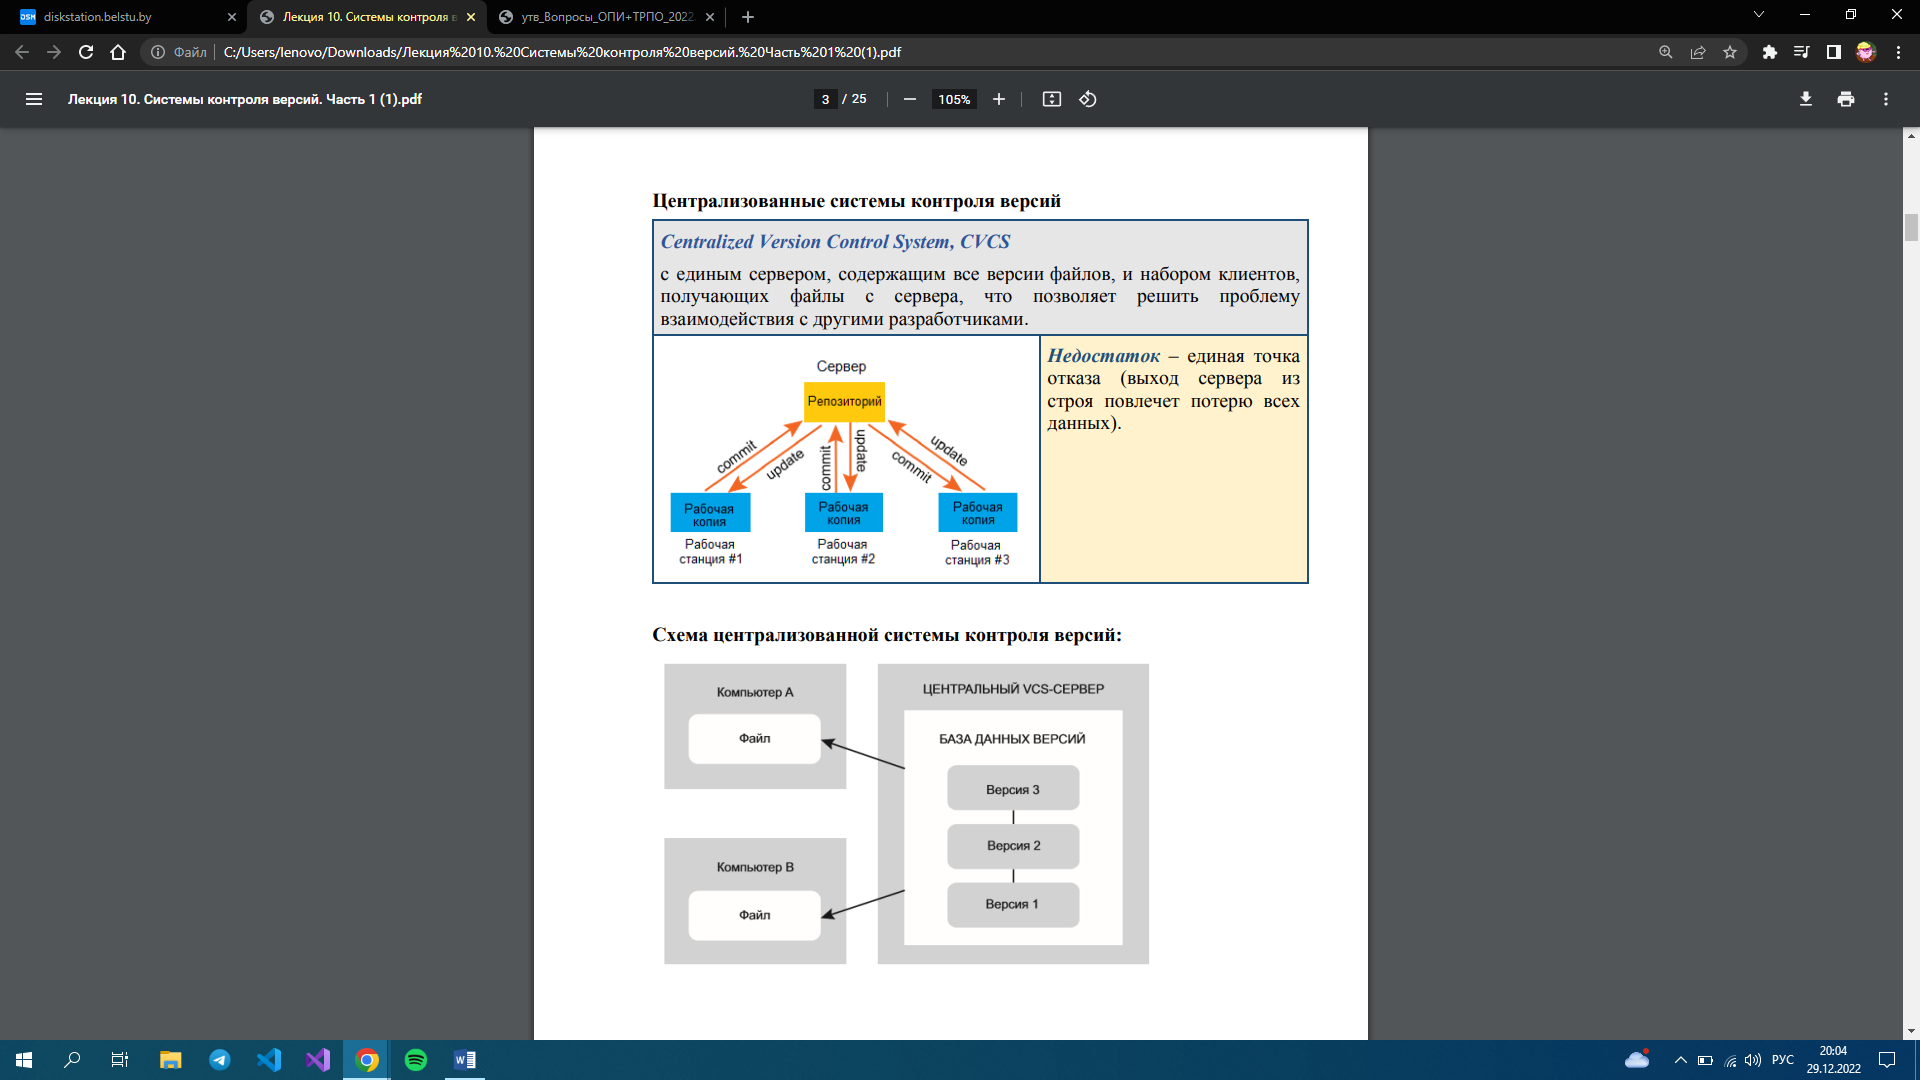 diskstation.belstu.by
Лекция 10. Системы контроля в
утв_Вопросы_ОПИ+ТРПО_2022
Файл
C:/Users/lenovo/Downloads/Лекция%2010.%20Системы%20контроля%20версий.%20Часть%201%20(1).pdf
Лекция 10. Системы контроля версий. Часть 1 (1).pdf
3 / 25
105%
Централизованные системы контроля версий
Centralized Version Control System, CVCS
с единым сервером, содержащим все версии файлов, и набором клиентов,
получающих файлы с сервера, что позволяет решить проблему
взаимодействия с другими разработчиками.
Сервер
Репозиторий
commit
update
commit
update
commit
update
Рабочая
копия
Рабочая
копия
Рабочая
копия
Рабочая
станция #1
Рабочая
станция #2
Рабочая
станция #3
Недостаток – единая точка
отказа (выход сервера из
строя повлечет потерю всех
данных).
Схема централизованной системы контроля версий:
Компьютер A
Файл
Компьютер B
Файл
ЦЕНТРАЛЬНЫЙ VCS-СЕРВЕР
БАЗА ДАННЫХ ВЕРСИЙ
Версия 3
Версия 2
Версия 1
РУС
20:04
29.12.2022